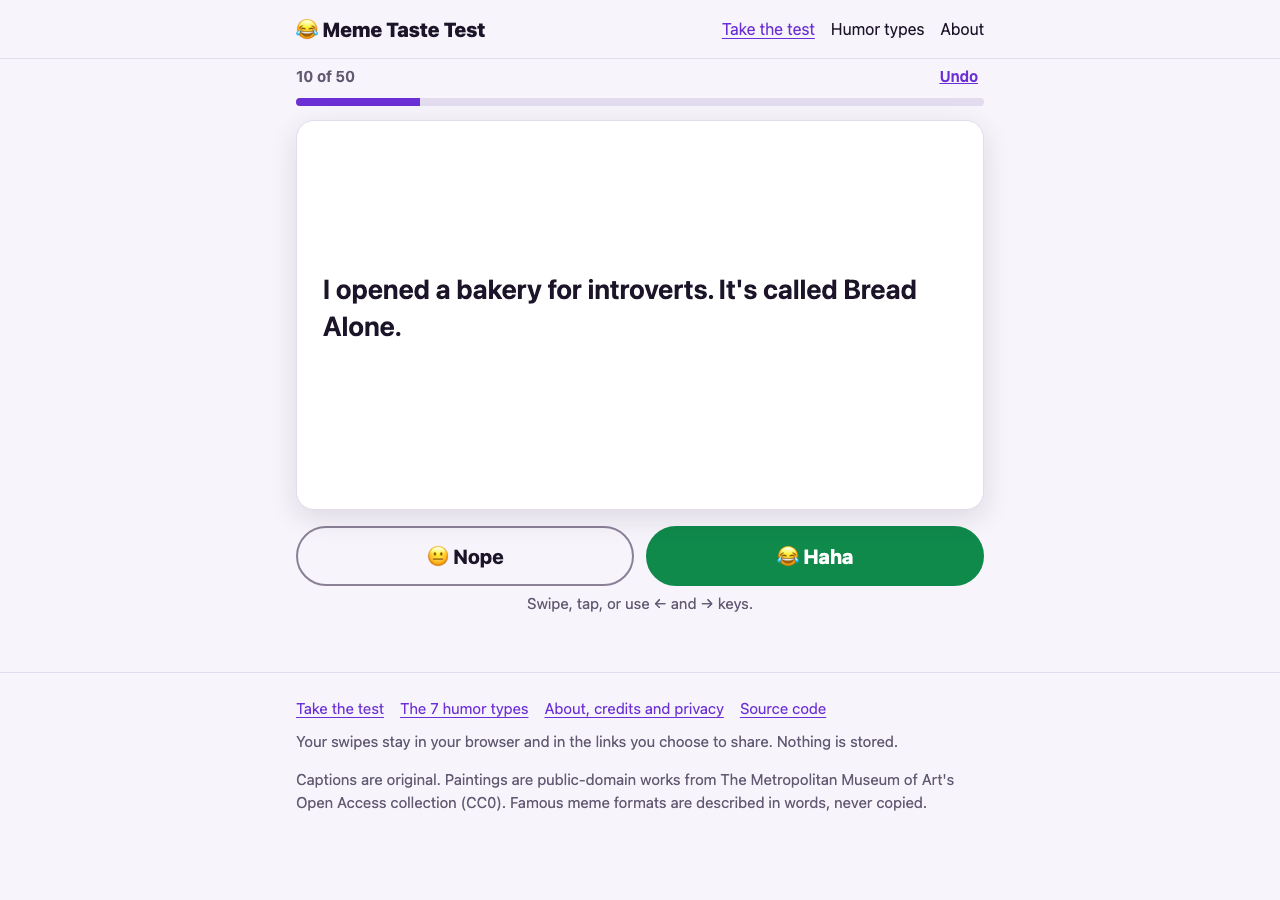 😂 Meme Taste Test
Take the test Humor types About
10 of 50
Undo
I opened a bakery for introverts. It's called Bread
Alone.
😐 Nope
😂 Haha
Swipe, tap, or use ← and → keys.
Take the test The 7 humor types About, credits and privacy Source code
Your swipes stay in your browser and in the links you choose to share. Nothing is stored.
Captions are original. Paintings are public-domain works from The Metropolitan Museum of Art's
Open Access collection (CC0). Famous meme formats are described in words, never copied.